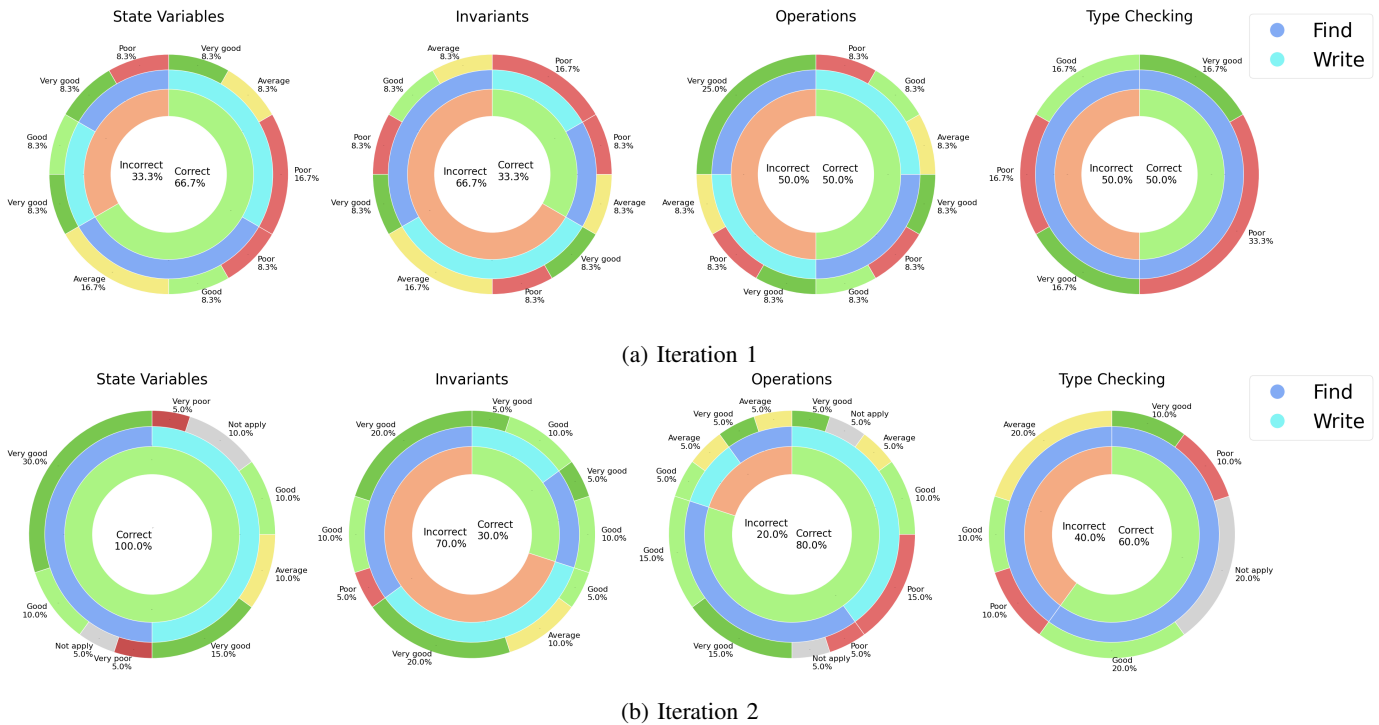 State Variables
Invariants
Operations
Type Checking
Find
Write
Poor
8.3%
Very good
8.3%
Very good
8.3%
Average
8.3%
Good
8.3%
Incorrect
33.3%
Correct
66.7%
Poor
16.7%
Very good
8.3%
Average
16.7%
Good
8.3%
Poor
8.3%
Average
8.3%
Poor
16.7%
Good
8.3%
Poor
8.3%
Poor
8.3%
Incorrect
66.7%
Correct
33.3%
Very good
8.3%
Average
8.3%
Average
16.7%
Poor
8.3%
Very good
8.3%
Poor
8.3%
Very good
25.0%
Good
8.3%
Average
8.3%
Incorrect
50.0%
Correct
50.0%
Average
8.3%
Very good
8.3%
Poor
8.3%
Very good
8.3%
Good
8.3%
Poor
8.3%
Good
16.7%
Very good
16.7%
Incorrect
50.0%
Correct
50.0%
Poor
16.7%
Poor
33.3%
Very good
16.7%
(a) Iteration 1
State Variables
Invariants
Operations
Type Checking
Find
Write
Very poor
5.0%
Not apply
10.0%
Very good
30.0%
Good
10.0%
Correct
100.0%
Average
10.0%
Good
10.0%
Not apply
5.0%
Very poor
5.0%
Very good
15.0%
Very good
5.0%
Very good
20.0%
Good
10.0%
Very good
5.0%
Good
10.0%
Incorrect
70.0%
Correct
30.0%
Good
10.0%
Poor
5.0%
Good
5.0%
Very good
20.0%
Average
10.0%
Average
5.0%
Very good
5.0%
Very good
5.0%
Not apply
5.0%
Average
5.0%
Average
5.0%
Good
5.0%
Good
10.0%
Incorrect
20.0%
Correct
80.0%
Good
15.0%
Poor
15.0%
Very good
15.0%
Not apply
5.0%
Poor
5.0%
Very good
10.0%
Average
20.0%
Poor
10.0%
Good
10.0%
Incorrect
40.0%
Correct
60.0%
Not apply
20.0%
Poor
10.0%
Good
20.0%
(b) Iteration 2